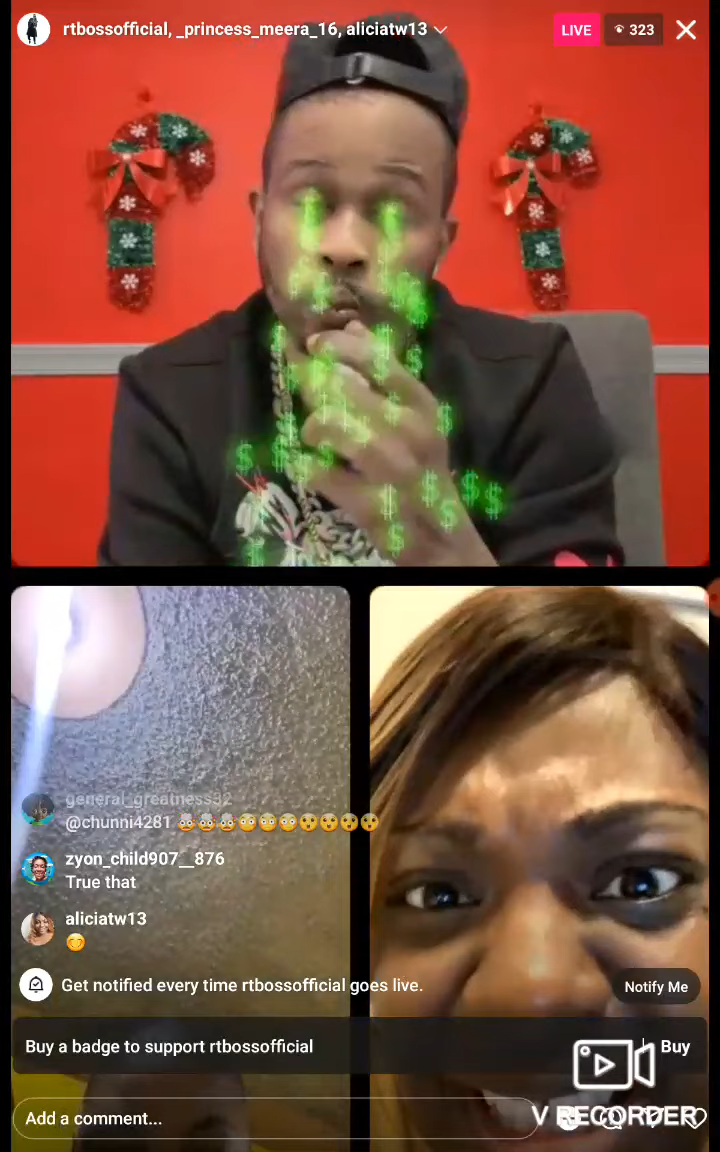 rtbossofficial, _princess_meera_16, aliciatw13
LIVE
323
general_greatness32
@chunni4281
zyon_child907__876
True that
aliciatw13
Get notified every time rtbossofficial goes live.
Notify Me
Buy a badge to support rtbossofficial
Buy
Add a comment...
V RECORDER